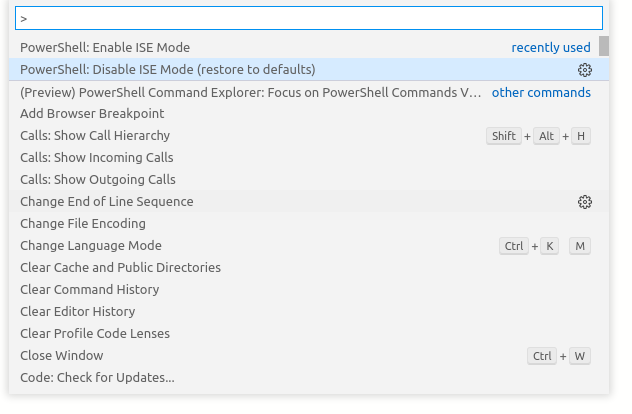 >
PowerShell: Enable ISE Mode recently used
PowerShell: Disable ISE Mode (restore to defaults)
(Preview) PowerShell Command Explorer: Focus on PowerShell Commands V... other commands
Add Browser Breakpoint
Calls: Show Call Hierarchy Shift + Alt + H
Calls: Show Incoming Calls
Calls: Show Outgoing Calls
Change End of Line Sequence
Change File Encoding
Change Language Mode Ctrl + K M
Clear Cache and Public Directories
Clear Command History
Clear Editor History
Clear Profile Code Lenses
Close Window Ctrl + W
Code: Check for Updates...